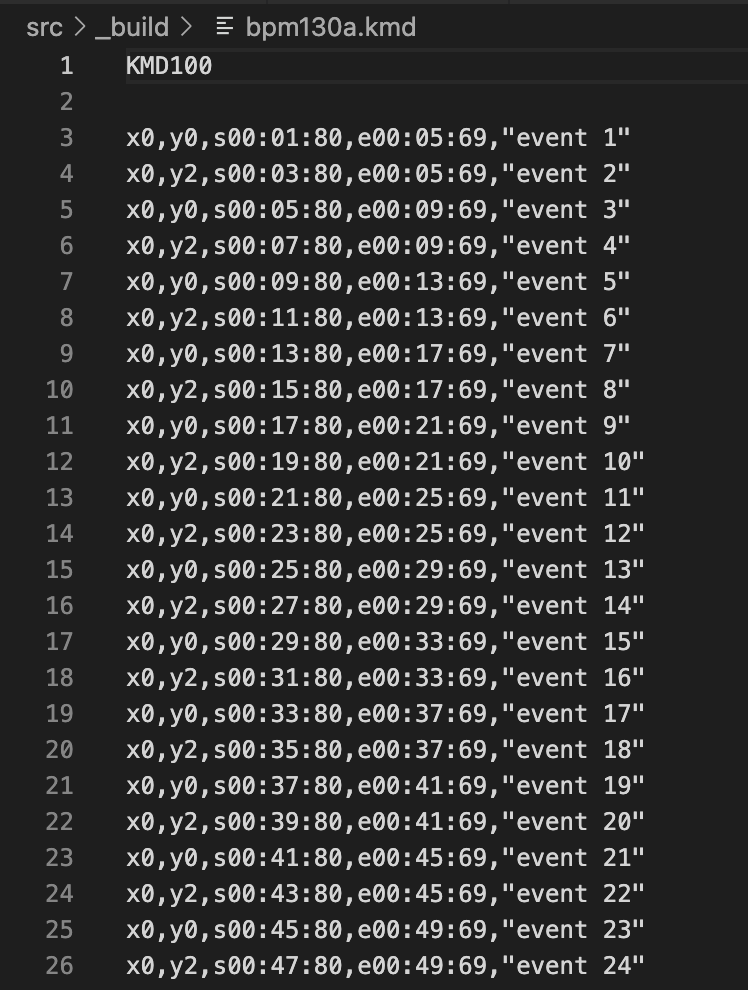 src > _build > bpm130a.kmd
1 KMD100
2
3 x0,y0,s00:01:80,e00:05:69,"event 1"
4 x0,y2,s00:03:80,e00:05:69,"event 2"
5 x0,y0,s00:05:80,e00:09:69,"event 3"
6 x0,y2,s00:07:80,e00:09:69,"event 4"
7 x0,y0,s00:09:80,e00:13:69,"event 5"
8 x0,y2,s00:11:80,e00:13:69,"event 6"
9 x0,y0,s00:13:80,e00:17:69,"event 7"
10 x0,y2,s00:15:80,e00:17:69,"event 8"
11 x0,y0,s00:17:80,e00:21:69,"event 9"
12 x0,y2,s00:19:80,e00:21:69,"event 10"
13 x0,y0,s00:21:80,e00:25:69,"event 11"
14 x0,y2,s00:23:80,e00:25:69,"event 12"
15 x0,y0,s00:25:80,e00:29:69,"event 13"
16 x0,y2,s00:27:80,e00:29:69,"event 14"
17 x0,y0,s00:29:80,e00:33:69,"event 15"
18 x0,y2,s00:31:80,e00:33:69,"event 16"
19 x0,y0,s00:33:80,e00:37:69,"event 17"
20 x0,y2,s00:35:80,e00:37:69,"event 18"
21 x0,y0,s00:37:80,e00:41:69,"event 19"
22 x0,y2,s00:39:80,e00:41:69,"event 20"
23 x0,y0,s00:41:80,e00:45:69,"event 21"
24 x0,y2,s00:43:80,e00:45:69,"event 22"
25 x0,y0,s00:45:80,e00:49:69,"event 23"
26 x0,y2,s00:47:80,e00:49:69,"event 24"